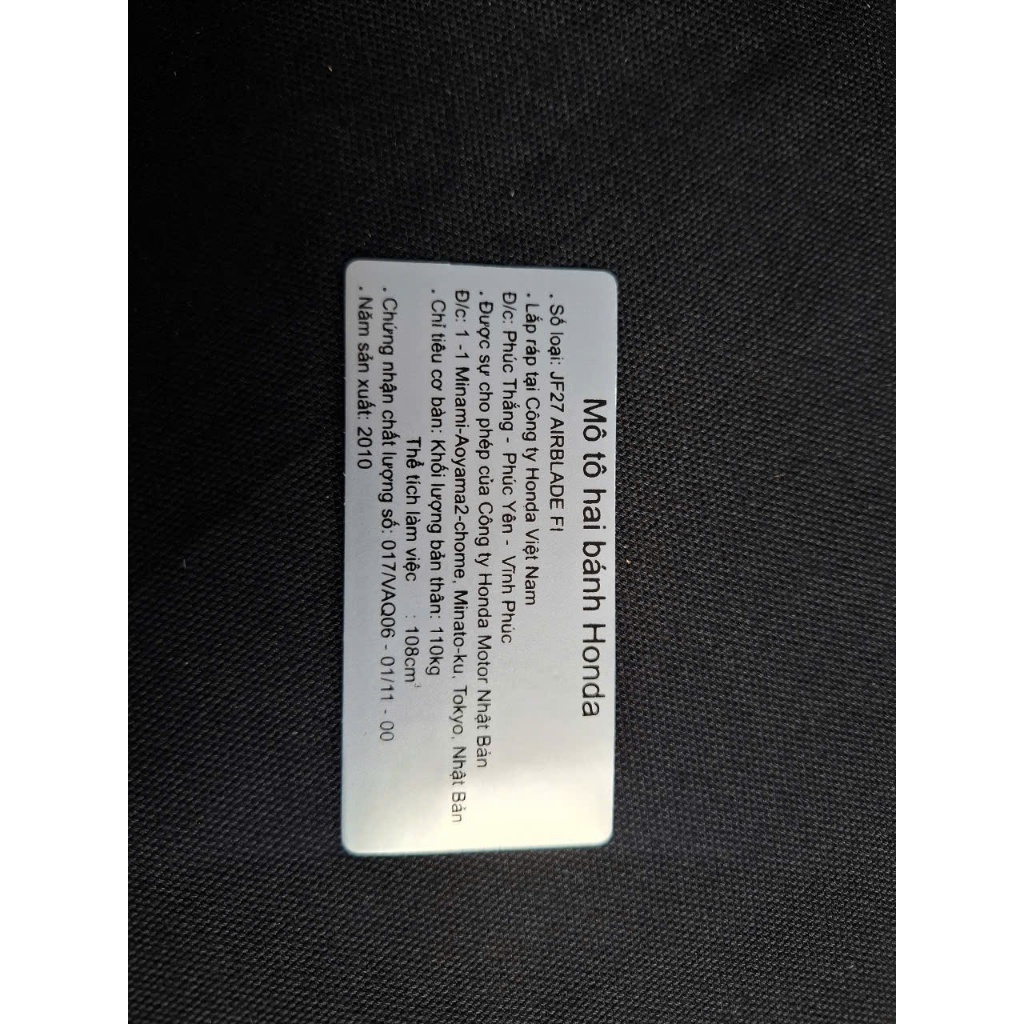 Mô tô hai bánh Honda
. Số loại: JF27 AIRBLADE FI
. Lắp ráp tại Công ty Honda Việt Nam
Đ/c: Phúc Thắng - Phúc Yên - Vĩnh Phúc
. Được sự cho phép của Công ty Honda Motor Nhật Bản
Đ/c: 1 -1 Minami-Aoyama2-chome, Minato-ku, Tokyo, Nhật Bản
. Chỉ tiêu cơ bản: Khối lượng bản thân: 110kg
Thể tích làm việc : 108cm³
. Chứng nhận chất lượng số: 017/VAQ06 - 01/11 - 00
. Năm sản xuất: 2010